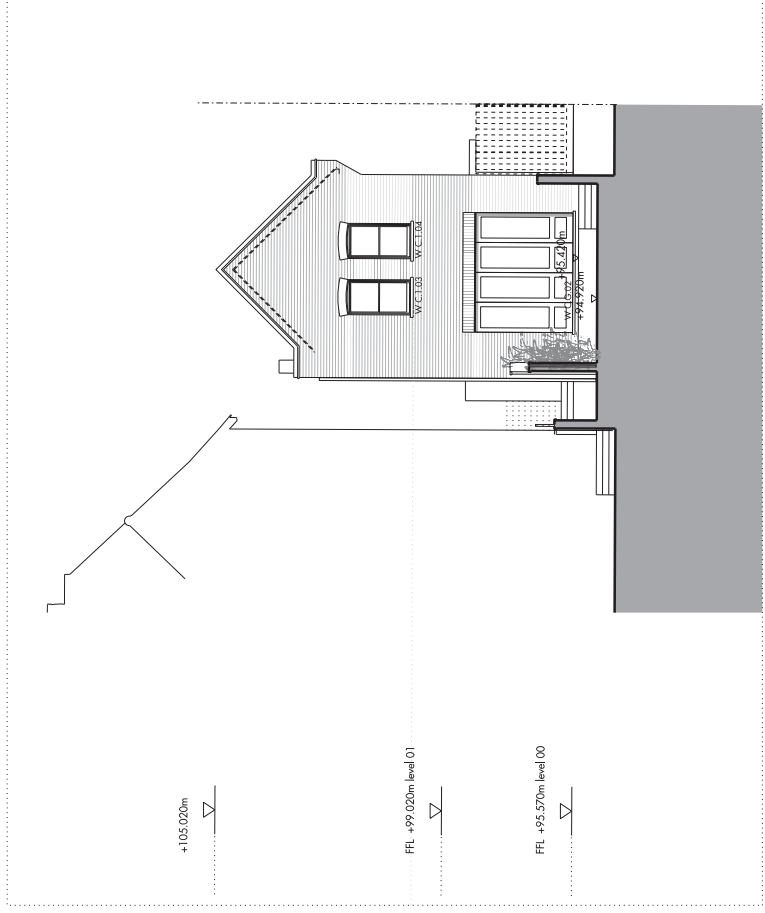 +105.020m
FFL +99.020m level 01
FFL +95.570m level 00
W C.1.03
W C.1.04
W C.G.02
+95.420m
+94.920m